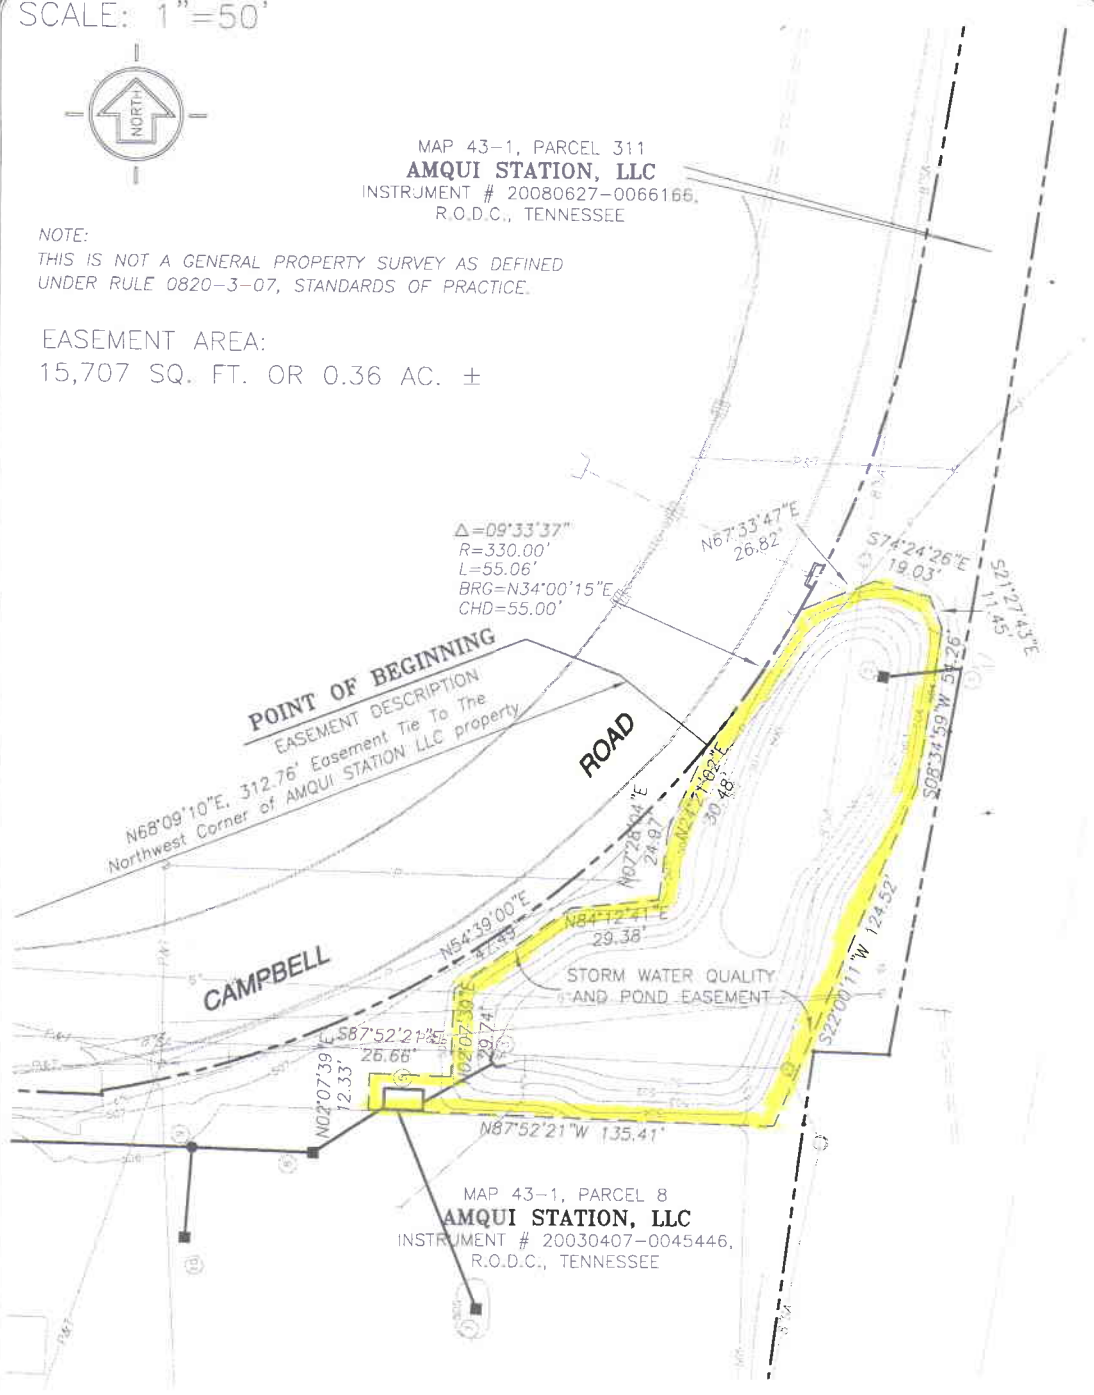 SCALE: 1"=50'
NORTH
MAP 43-1, PARCEL 311
AMQUI STATION, LLC
INSTRUMENT # 20080627-0066166,
R.O.D.C., TENNESSEE
NOTE:
THIS IS NOT A GENERAL PROPERTY SURVEY AS DEFINED
UNDER RULE 0820-3-07, STANDARDS OF PRACTICE.
EASEMENT AREA:
15,707 SQ. FT. OR 0.36 AC. ±
Δ=09°33'37"
R=330.00'
L=55.06'
BRG=N34°00'15"E
CHD=55.00'
N67°33'47"E
26.82'
S74°24'26"E
19.03'
S21°27'43"E
11.45'
POINT OF BEGINNING
EASEMENT DESCRIPTION
N68°09'10"E, 312.76' Easement Tie To The
Northwest Corner of AMQUI STATION LLC property
ROAD
S08°34'59"W 54.26'
N24°21'02"E
30.48'
N07°28'04"E
24.97'
N54°39'00"E
47.49'
N84°12'41"E
29.38'
S22°00'11"W 124.52'
CAMPBELL
STORM WATER QUALITY
AND POND EASEMENT
S87°52'21"E
26.66'
N02°07'39"E
12.33'
02°07'39"E
29.74'
N87°52'21"W 135.41'
MAP 43-1, PARCEL 8
AMQUI STATION, LLC
INSTRUMENT # 20030407-0045446,
R.O.D.C., TENNESSEE